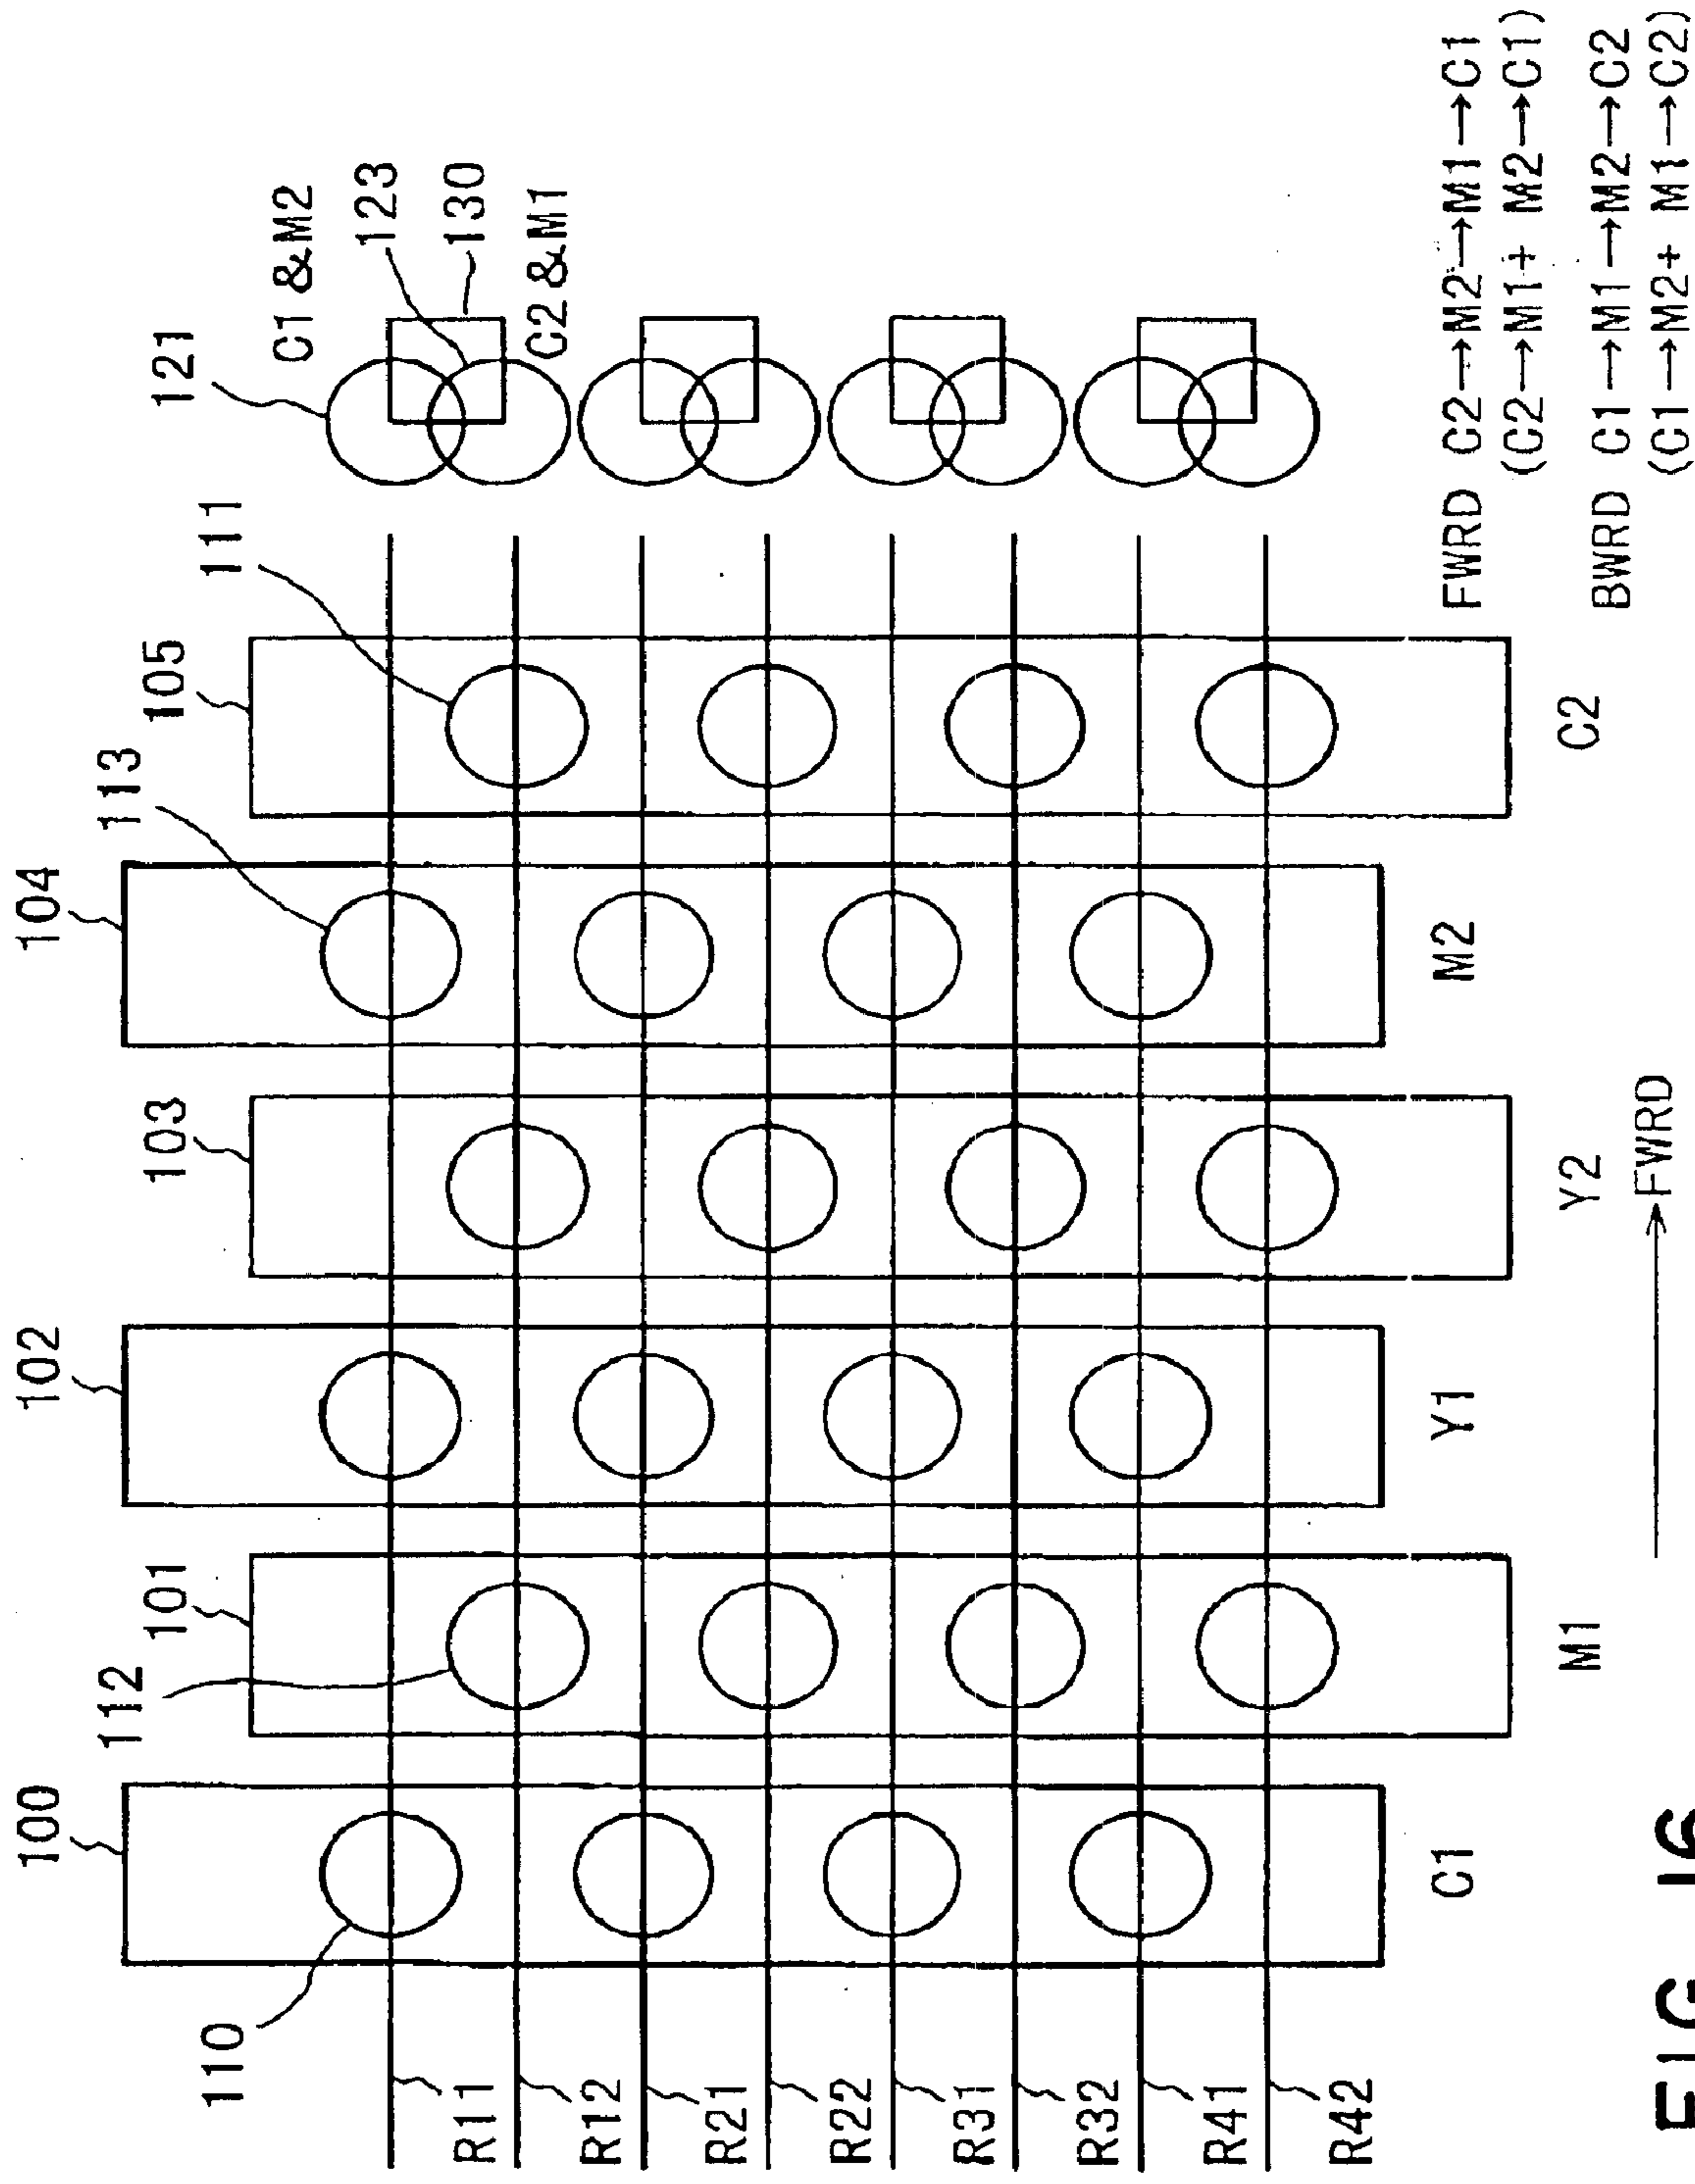 100
101
102
103
104
105
110
112
113
111
121
C1 & M2
123
130
C2 & M1
R11
R12
R21
R22
R31
R32
R41
R42
C1
M1
Y1
Y2
M2
C2
→FWRD
FWRD C2→M2→M1→C1
(C2→M1+ M2→C1)
BWRD C1→M1→M2→C2
(C1→M2+ M1→C2)
FIG. 16